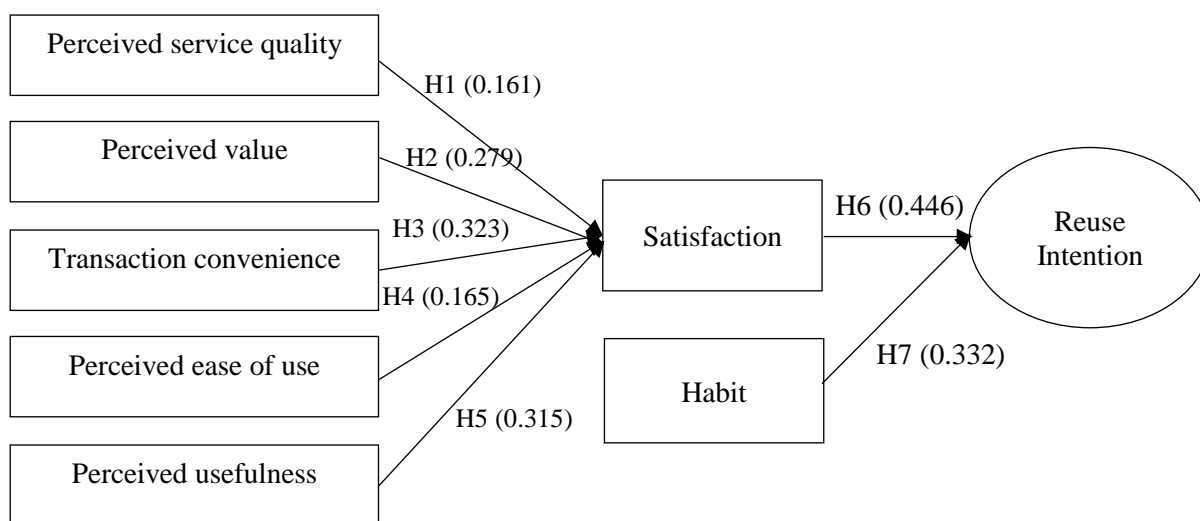 Perceived service quality
H1 (0.161)
Perceived value
H2 (0.279)
Transaction convenience
H3 (0.323)
Perceived ease of use
H4 (0.165)
Perceived usefulness
H5 (0.315)
Satisfaction
H6 (0.446)
Habit
H7 (0.332)
Reuse
Intention